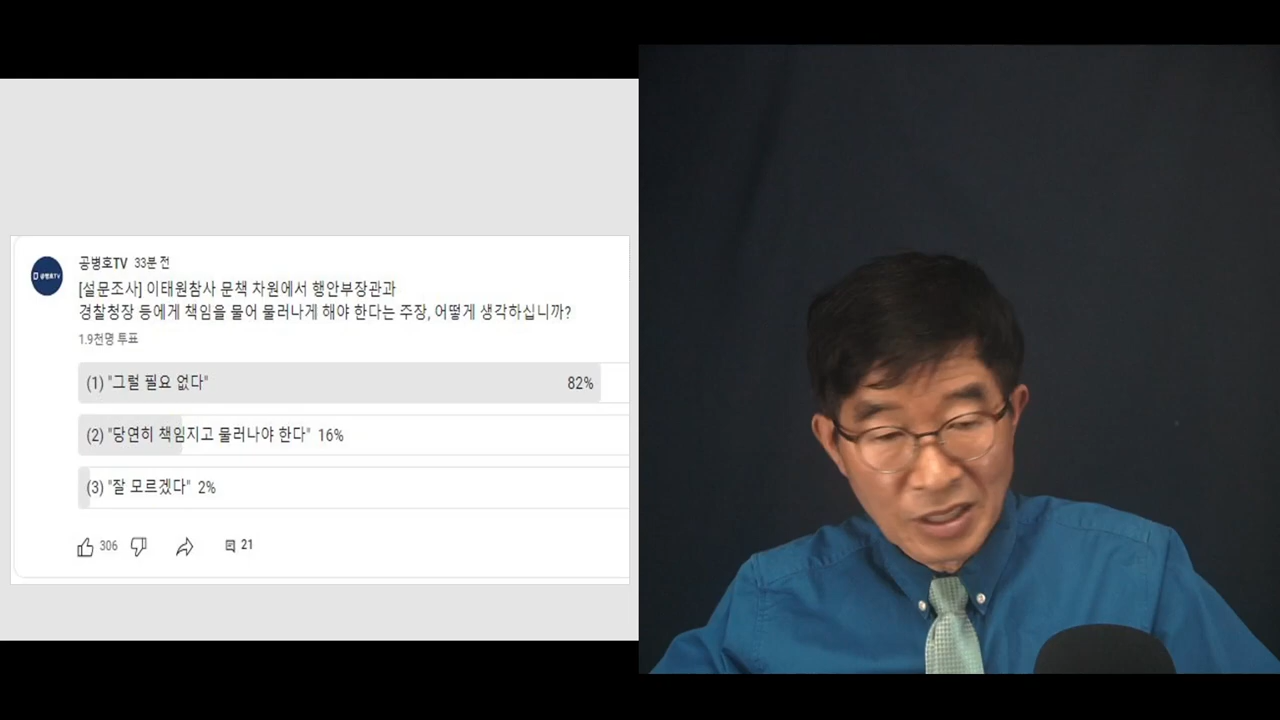 공병호TV 33분 전
공병호TV
[설문조사] 이태원참사 문책 차원에서 행안부장관과
경찰청장 등에게 책임을 물어 물러나게 해야 한다는 주장, 어떻게 생각하십니까?
1.9천명 투표
(1) "그럴 필요 없다" 82%
(2) "당연히 책임지고 물러나야 한다" 16%
(3) "잘 모르겠다" 2%
306 21